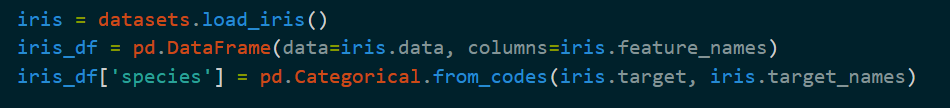 iris = datasets.load_iris()
iris_df = pd.DataFrame(data=iris.data, columns=iris.feature_names)
iris_df['species'] = pd.Categorical.from_codes(iris.target, iris.target_names)